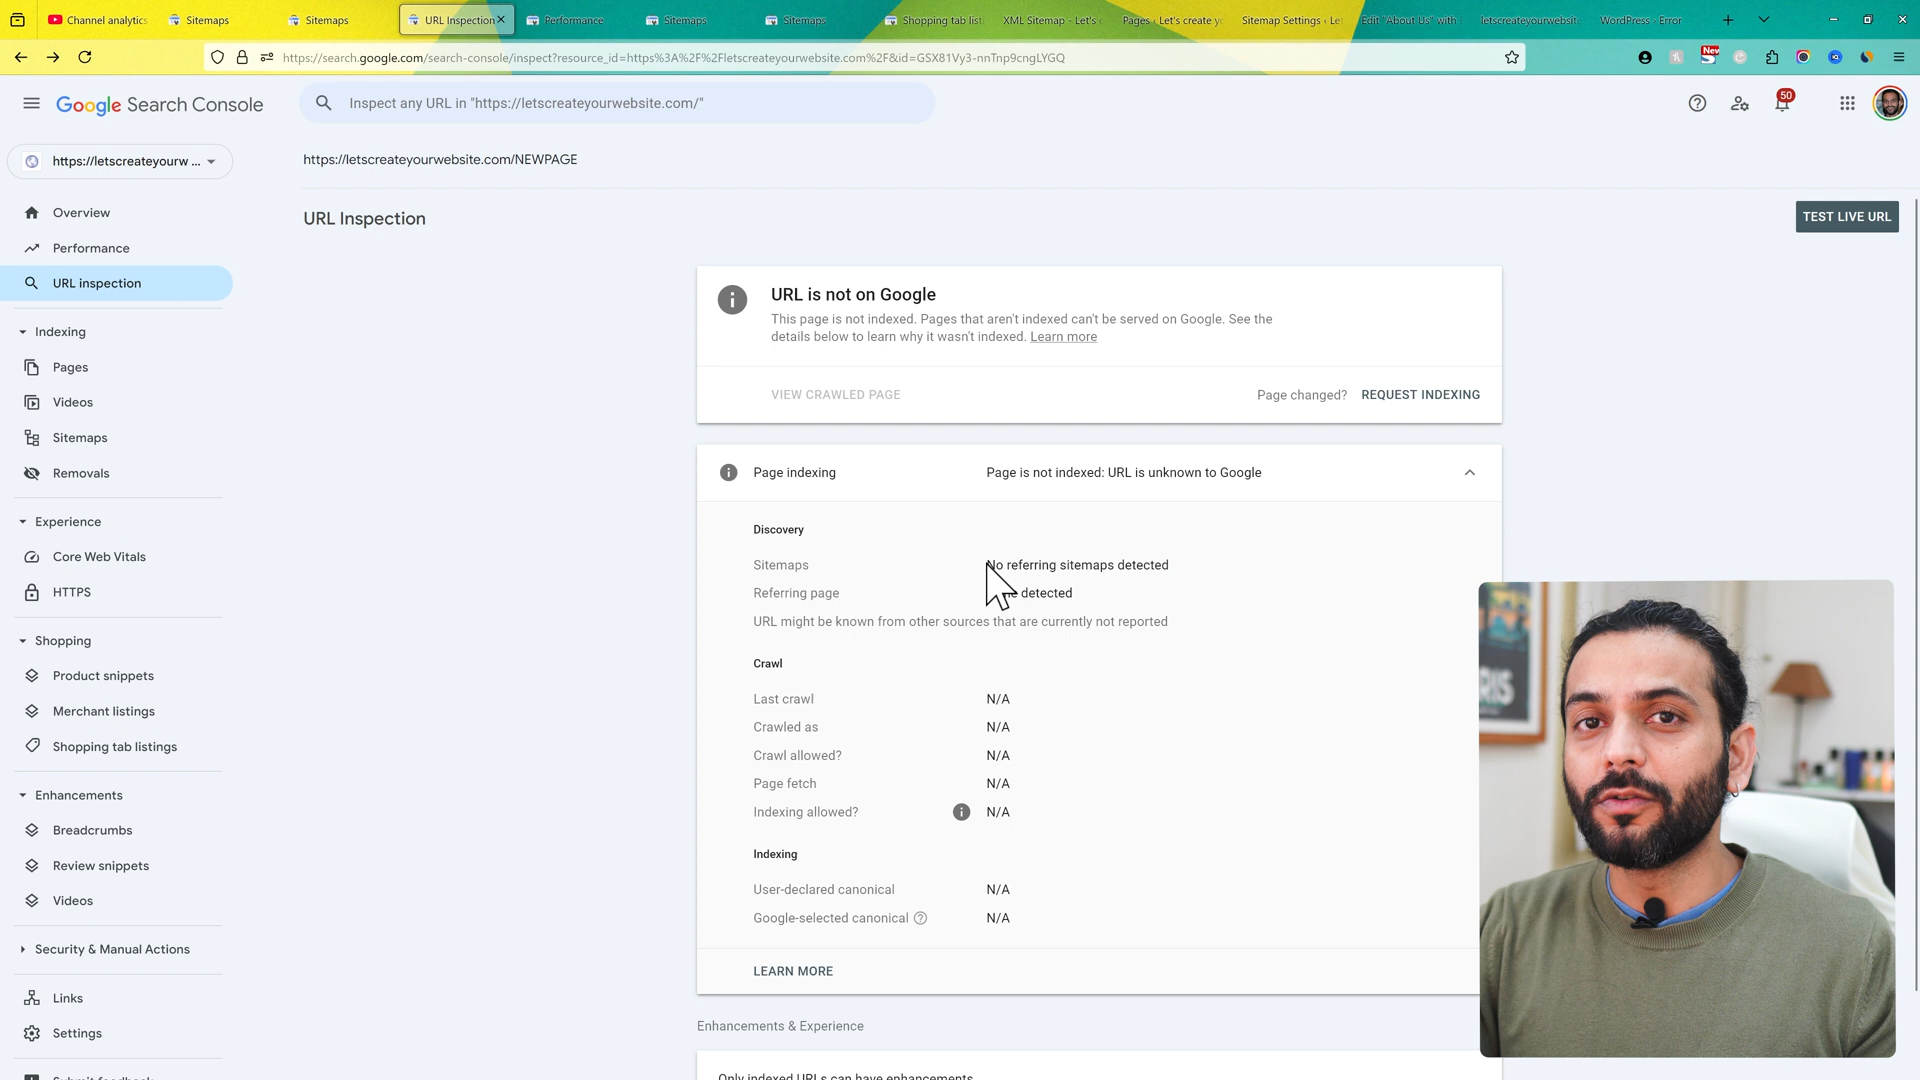 Channel analytics
Sitemaps
Sitemaps
URL Inspection
Performance
Sitemaps
Sitemaps
Shopping tab list
XML Sitemap - Let's c
Pages ‹ Let's create y
Sitemap Settings ‹ Let
Edit "About Us" with
letscreateyourwebsit
WordPress › Error
https://search.google.com/search-console/inspect?resource_id=https%3A%2F%2Fletscreateyourwebsite.com%2F&id=GSX81Vy3-nnTnp9cngLYGQ
New
Google Search Console
Inspect any URL in "https://letscreateyourwebsite.com/"
50
https://letscreateyourw ...
https://letscreateyourwebsite.com/NEWPAGE
Overview
Performance
URL inspection
Indexing
Pages
Videos
Sitemaps
Removals
Experience
Core Web Vitals
HTTPS
Shopping
Product snippets
Merchant listings
Shopping tab listings
Enhancements
Breadcrumbs
Review snippets
Videos
Security & Manual Actions
Links
Settings
Submit feedback
URL Inspection
TEST LIVE URL
URL is not on Google
This page is not indexed. Pages that aren't indexed can't be served on Google. See the
details below to learn why it wasn't indexed. Learn more
VIEW CRAWLED PAGE
Page changed? REQUEST INDEXING
Page indexing
Page is not indexed: URL is unknown to Google
Discovery
Sitemaps No referring sitemaps detected
Referring page detected
URL might be known from other sources that are currently not reported
Crawl
Last crawl N/A
Crawled as N/A
Crawl allowed? N/A
Page fetch N/A
Indexing allowed? N/A
Indexing
User-declared canonical N/A
Google-selected canonical N/A
LEARN MORE
Enhancements & Experience
Only indexed URLs can have enhancements
RIS